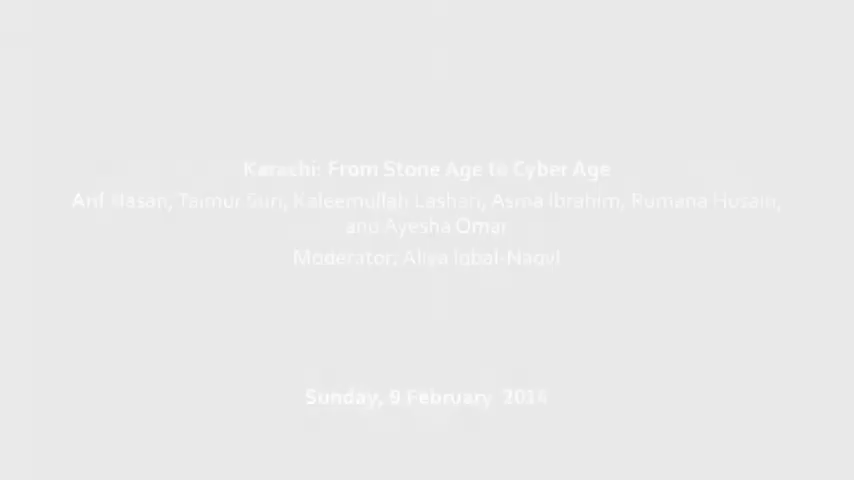 Karachi: From Stone Age to Cyber Age
Arif Hasan, Taimur Suri, Kaleemullah Lashari, Asma Ibrahim, Rumana Husain,
and Ayesha Omar
Moderator: Aliya Iqbal-Naqvi
Sunday, 9 February 2014